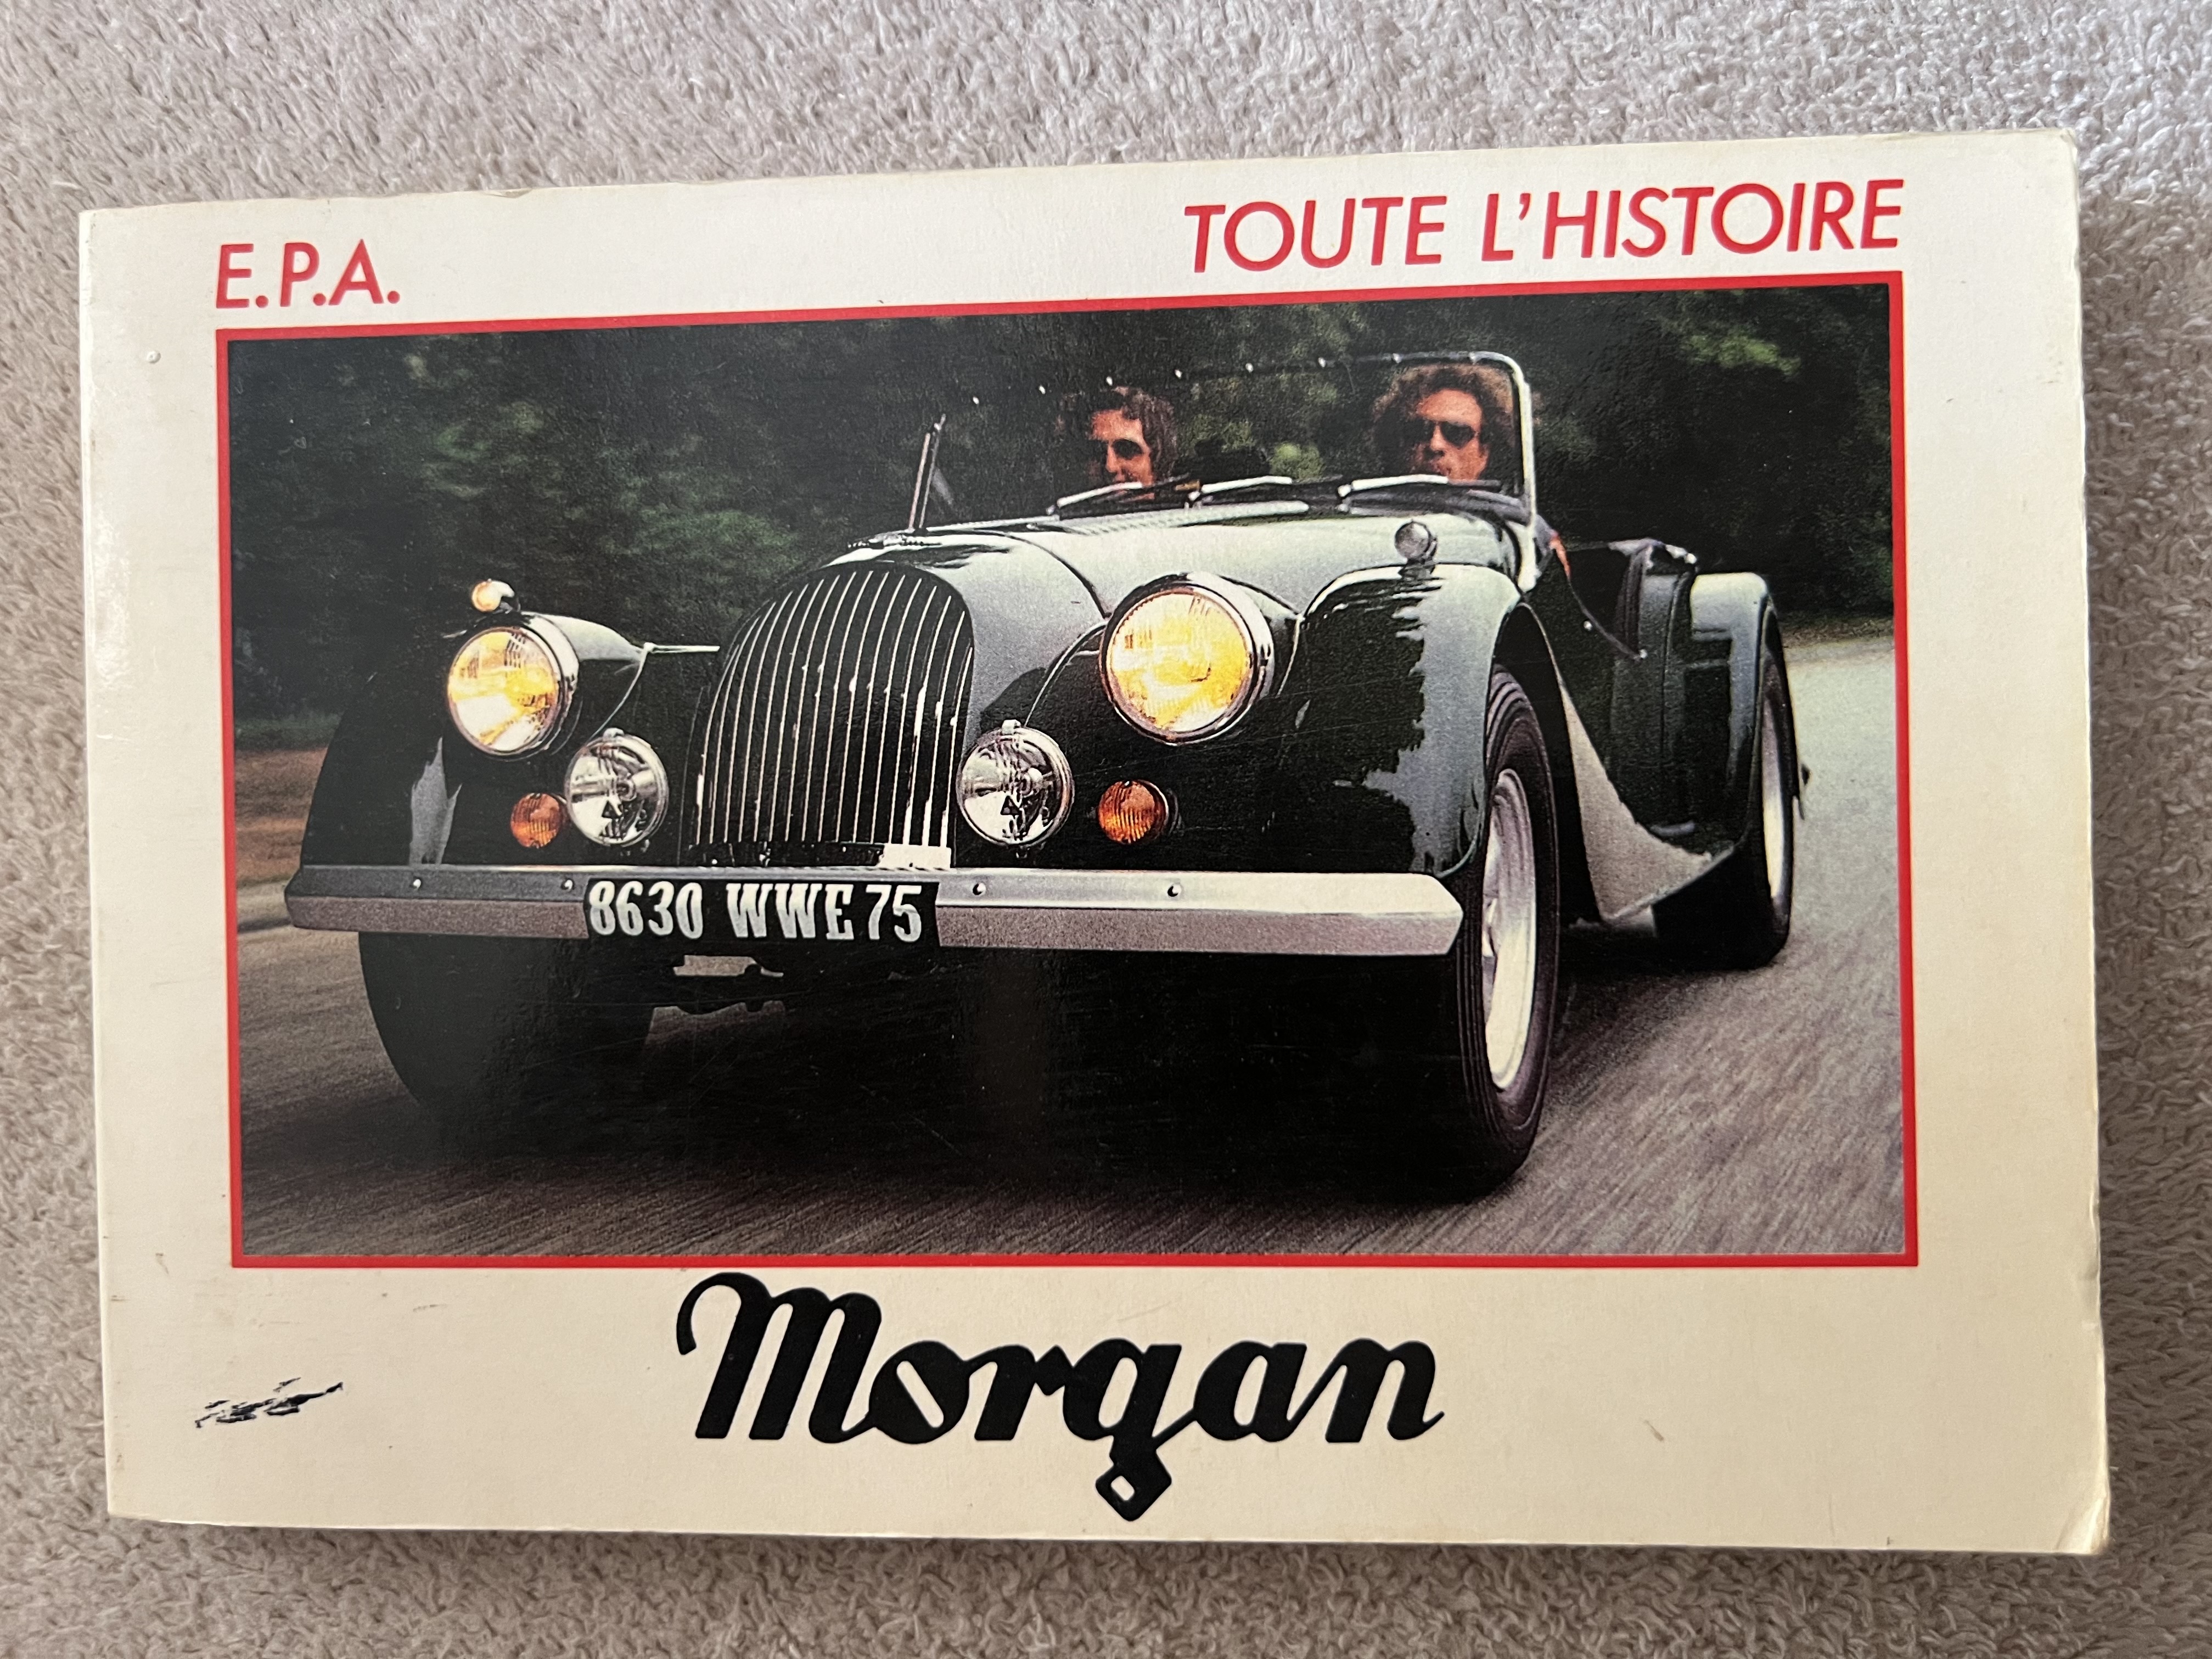 E.P.A.
TOUTE L'HISTOIRE
8630 WWE 75
Morgan